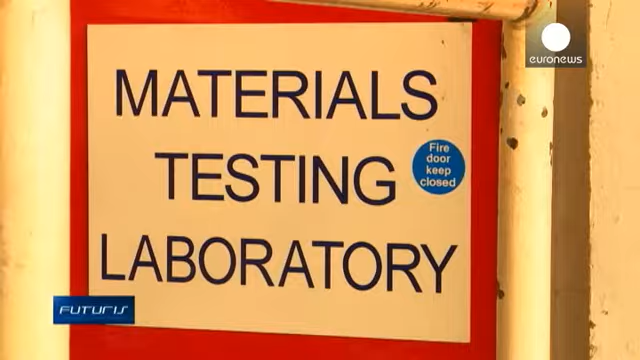 euronews
MATERIALS
TESTING
Fire
door
keep
closed
LABORATORY
FUTURIS